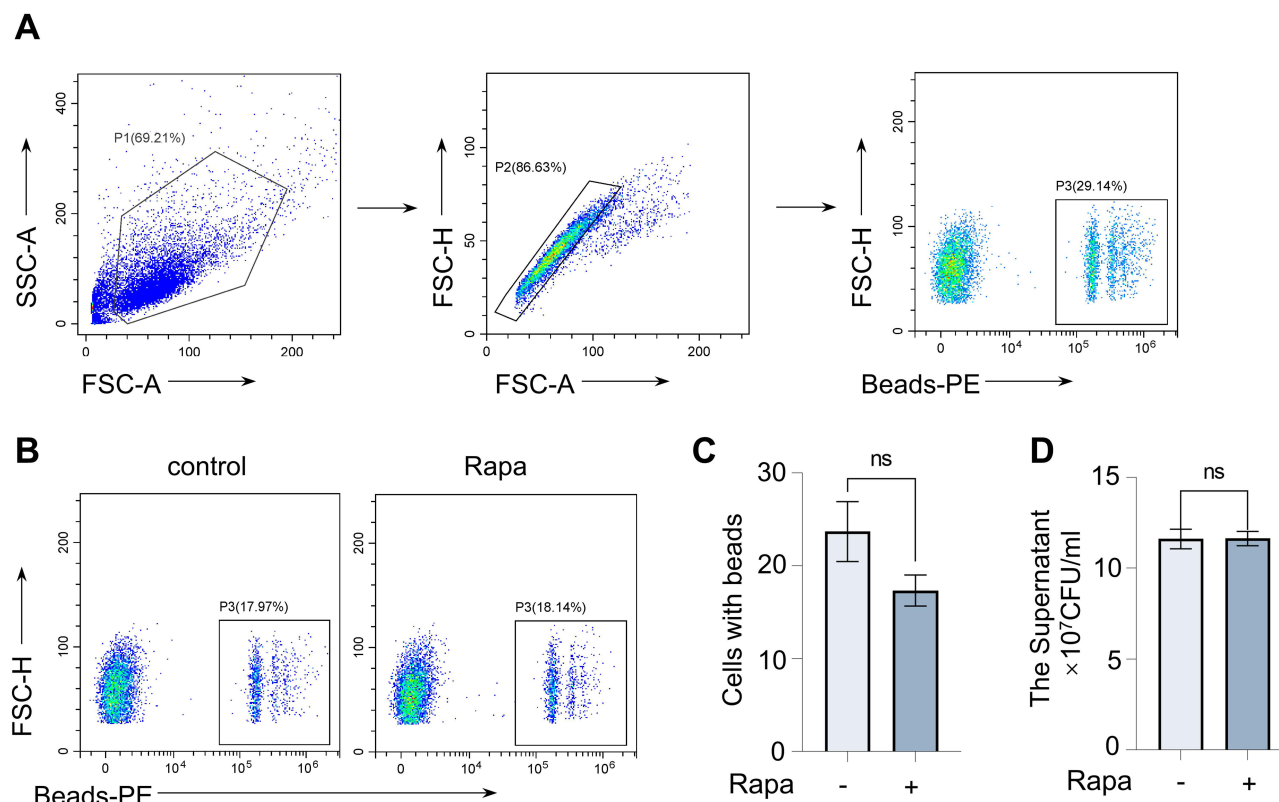 A
P1(69.21%)
400
200
0
0
100
200
SSC-A
FSC-A
P2(86.63%)
100
50
0
0
100
200
FSC-H
FSC-A
P3(29.14%)
200
100
0
0
10⁴
10⁵
10⁶
FSC-H
Beads-PE
B
control
Rapa
P3(17.97%)
200
100
0
0
10⁴
10⁵
10⁶
P3(18.14%)
200
100
0
0
10⁴
10⁵
10⁶
FSC-H
Beads-PE
C
ns
30
20
10
0
Cells with beads
Rapa - +
D
ns
15
10
5
0
The Supernatant
×10⁷CFU/ml
Rapa - +